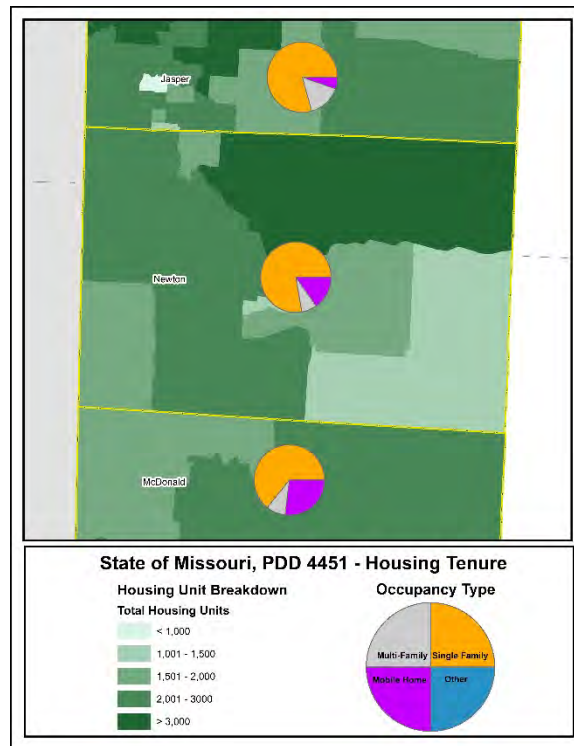 Jasper
Newton
McDonald
State of Missouri, PDD 4451 - Housing Tenure
Housing Unit Breakdown
Total Housing Units
< 1,000
1,001 - 1,500
1,501 - 2,000
2,001 - 3000
> 3,000
Occupancy Type
Multi-Family
Single Family
Mobile Home
Other